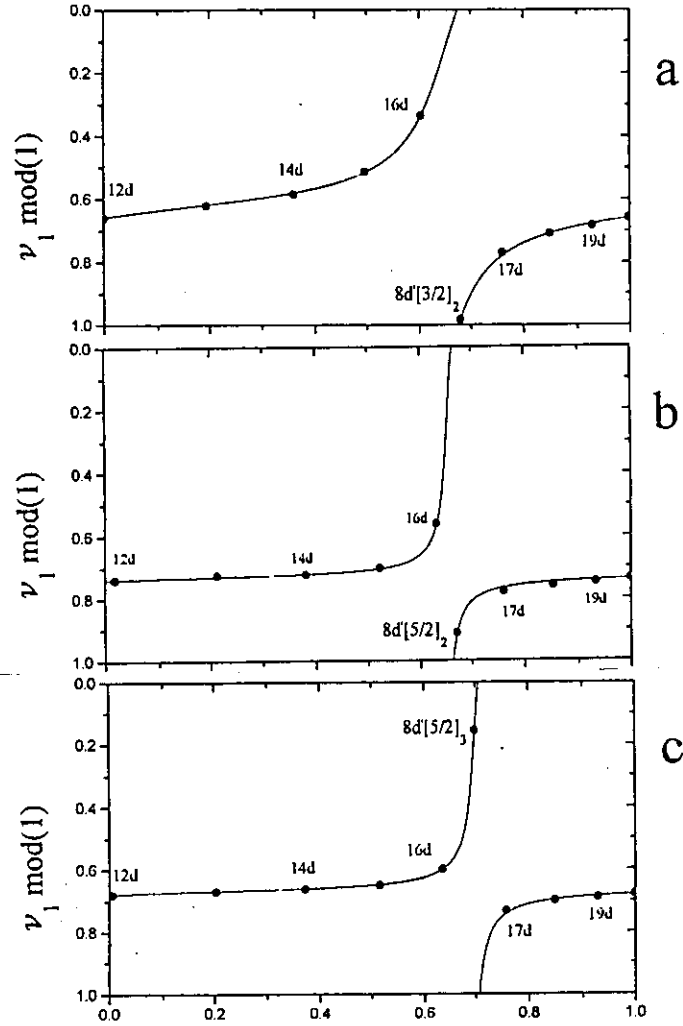 0.0
a
0.2
16d
0.4
14d
12d
0.6
ν₁ mod(1)
19d
17d
0.8
8d'[3/2]₂
1.0
0.0
b
0.2
0.4
16d
12d
14d
0.6
ν₁ mod(1)
17d
19d
0.8
8d'[5/2]₂
1.0
0.0
8d'[5/2]₃
c
0.2
0.4
16d
12d
14d
0.6
ν₁ mod(1)
17d
19d
0.8
1.0
0.0 0.2 0.4 0.6 0.8 1.0